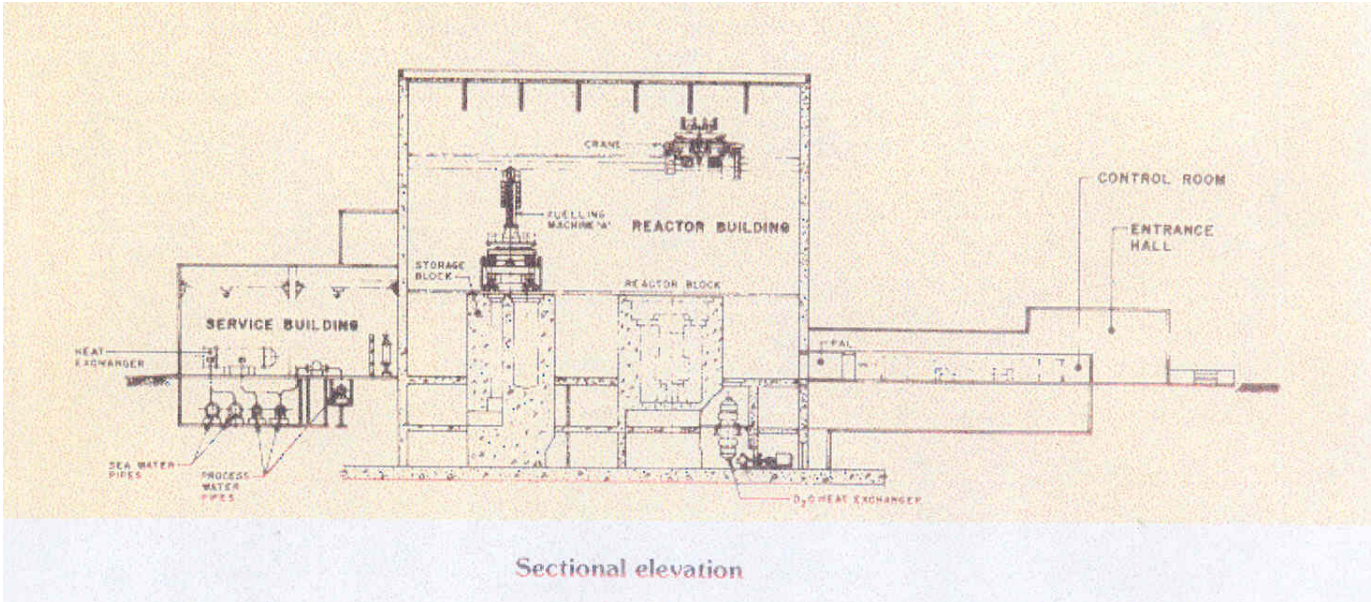 CRANE
CONTROL ROOM
FUELLING
MACHINE 'A'
REACTOR BUILDING
ENTRANCE
HALL
STORAGE
BLOCK
REACTOR BLOCK
SERVICE BUILDING
PAL
HEAT
EXCHANGER
SEA WATER
PIPES
PROCESS
WATER
PIPES
D₂O HEAT EXCHANGER
Sectional elevation